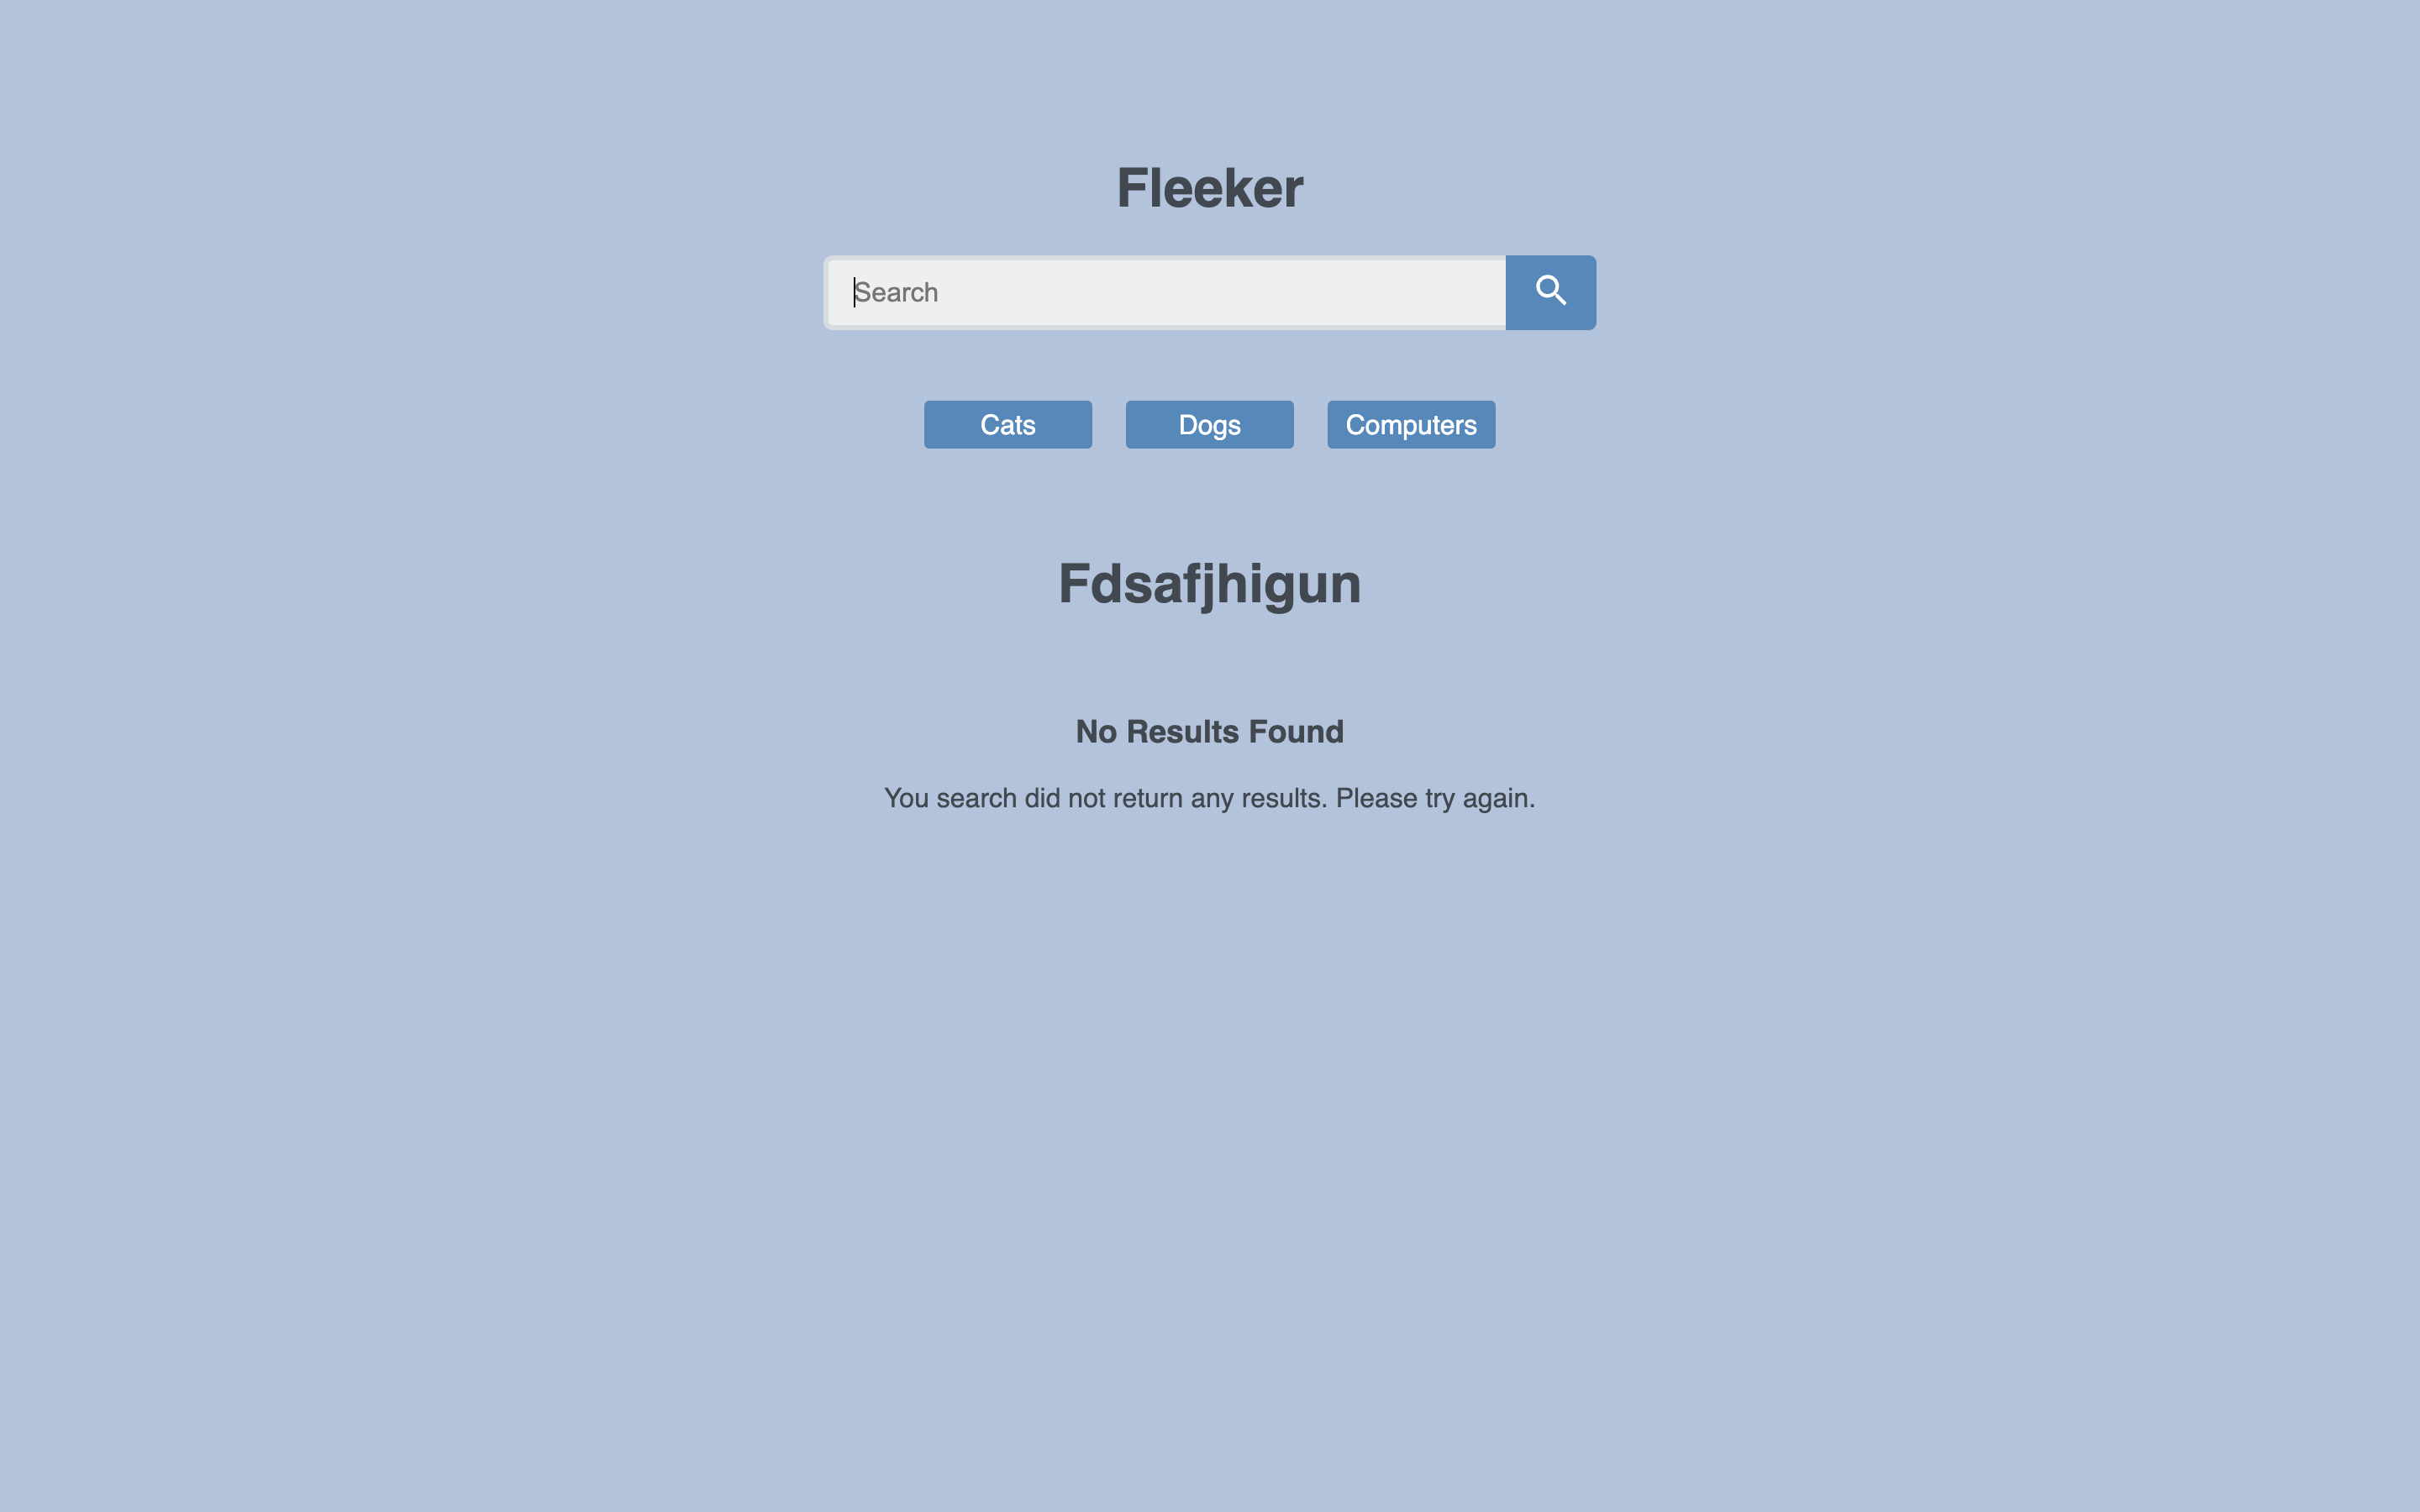 Fleeker
Search
Cats Dogs Computers
Fdsafjhigun
No Results Found
You search did not return any results. Please try again.